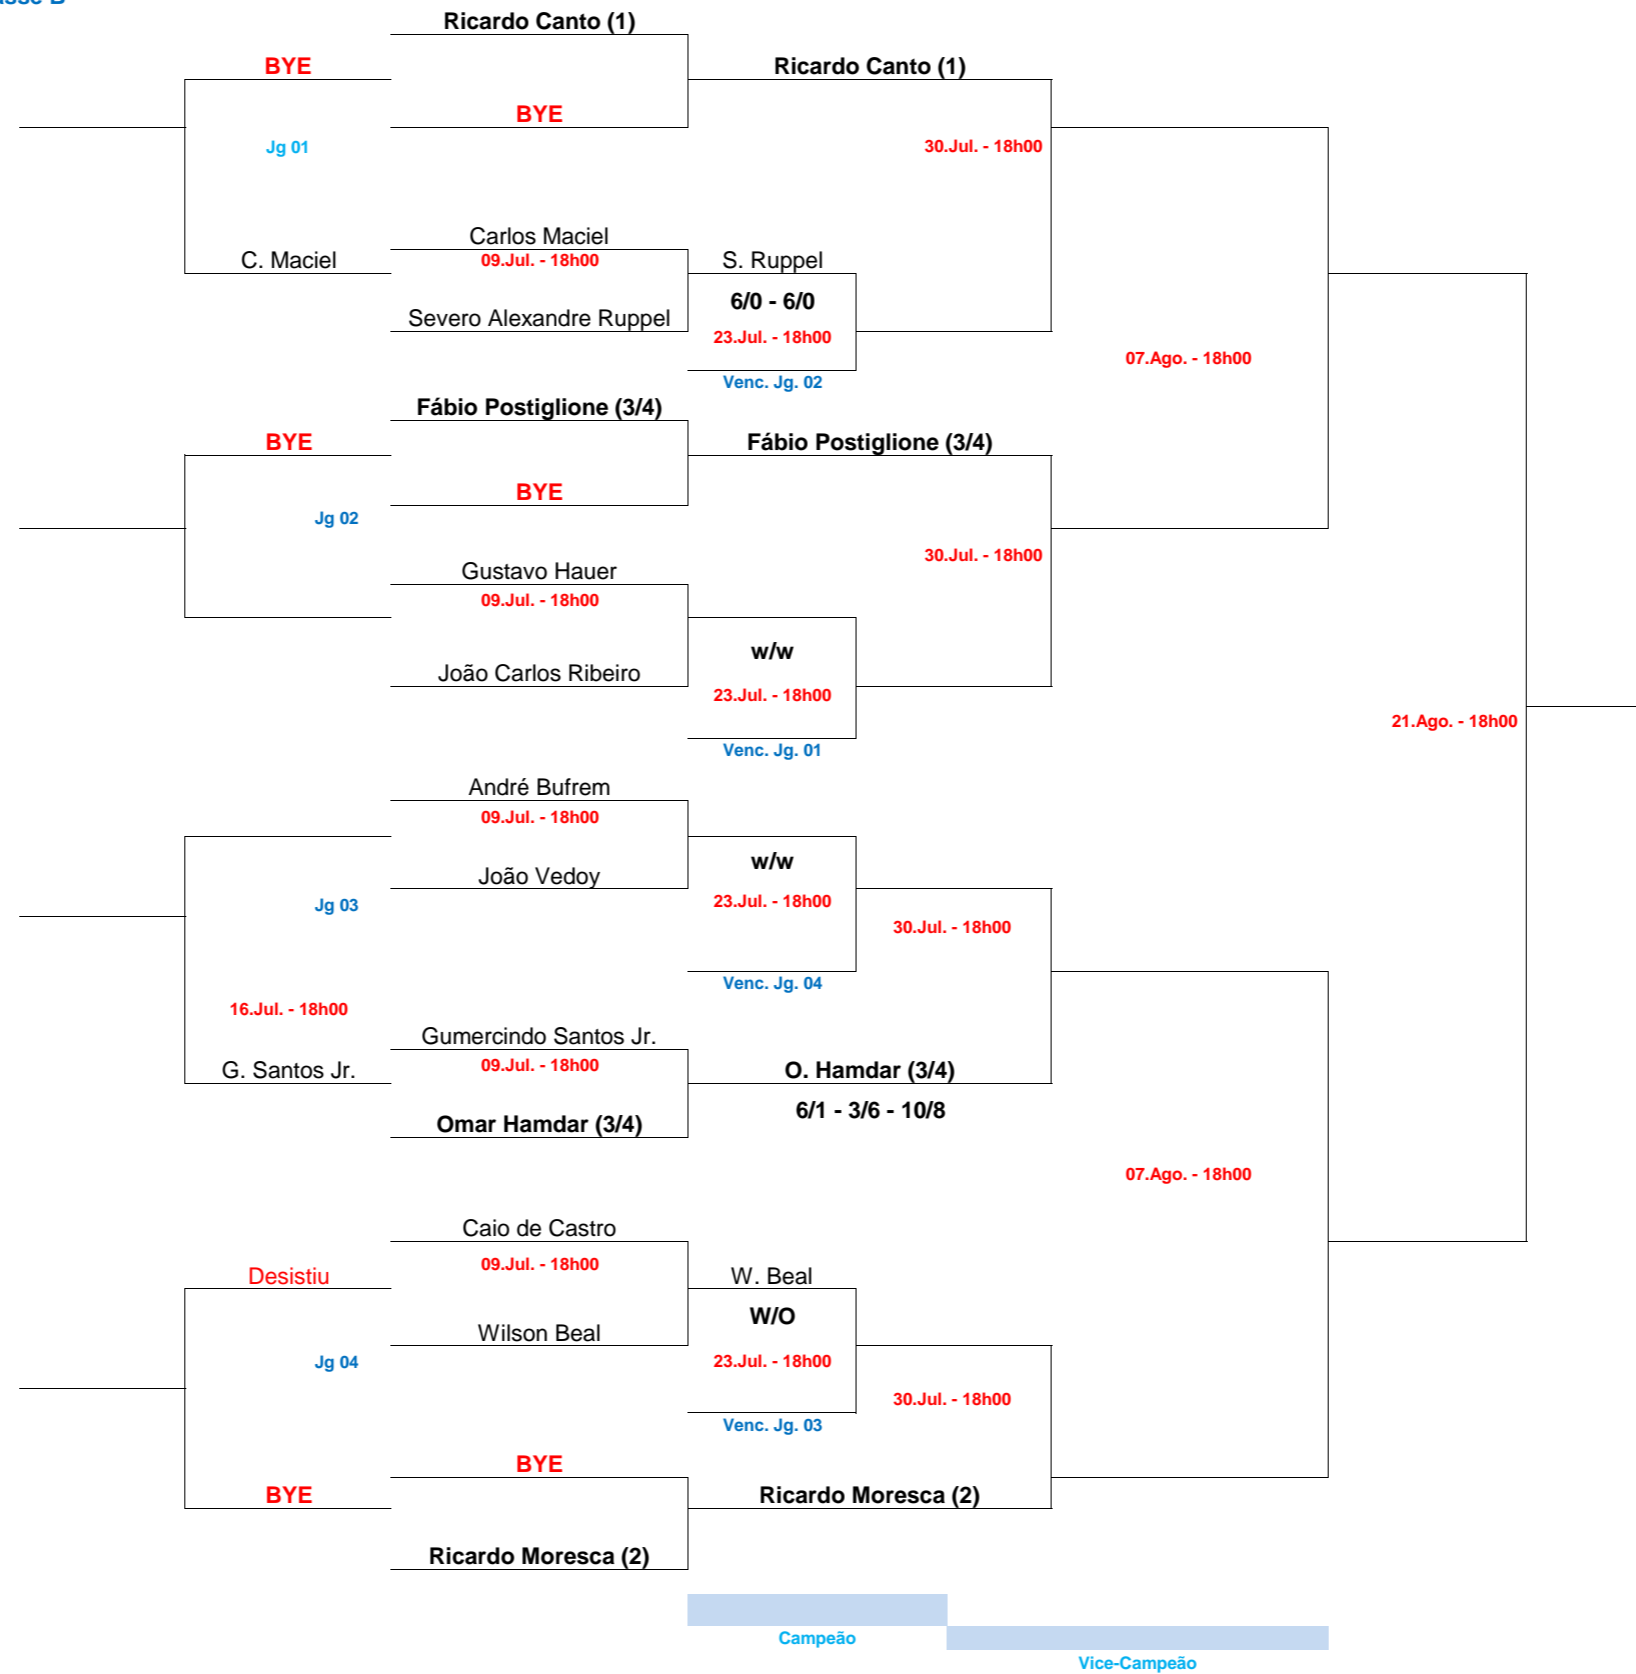 Ricardo Canto (1)
BYE
Ricardo Canto (1)
BYE
Jg 01
30.Jul. - 18h00
Carlos Maciel
C. Maciel
09.Jul. - 18h00
S. Ruppel
6/0 - 6/0
Severo Alexandre Ruppel
23.Jul. - 18h00
07.Ago. - 18h00
Venc. Jg. 02
Fábio Postiglione (3/4)
BYE
Fábio Postiglione (3/4)
BYE
Jg 02
30.Jul. - 18h00
Gustavo Hauer
09.Jul. - 18h00
w/w
João Carlos Ribeiro
23.Jul. - 18h00
21.Ago. - 18h00
Venc. Jg. 01
André Bufrem
09.Jul. - 18h00
w/w
João Vedoy
Jg 03
23.Jul. - 18h00
30.Jul. - 18h00
Venc. Jg. 04
16.Jul. - 18h00
Gumercindo Santos Jr.
G. Santos Jr.
09.Jul. - 18h00
O. Hamdar (3/4)
6/1 - 3/6 - 10/8
Omar Hamdar (3/4)
07.Ago. - 18h00
Caio de Castro
09.Jul. - 18h00
Desistiu
W. Beal
W/O
Wilson Beal
Jg 04
23.Jul. - 18h00
30.Jul. - 18h00
Venc. Jg. 03
BYE
BYE
Ricardo Moresca (2)
Ricardo Moresca (2)
Campeão
Vice-Campeão